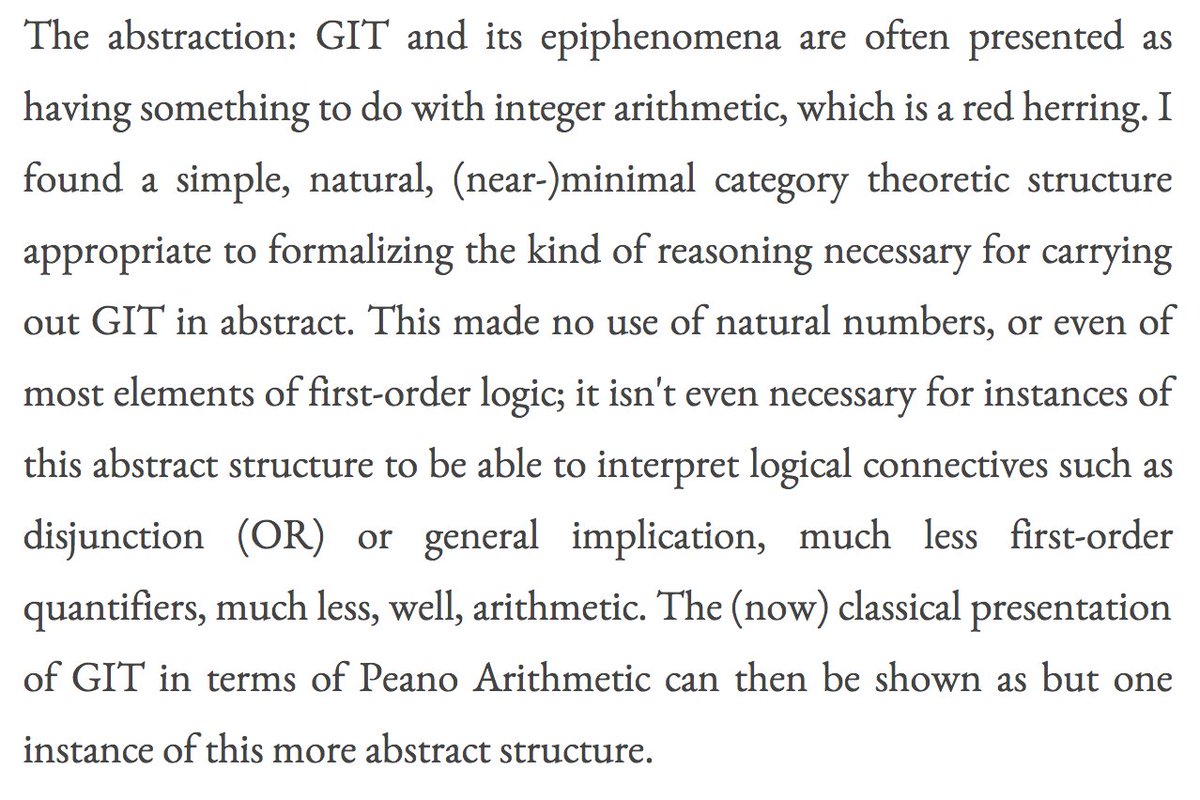 The abstraction: GIT and its epiphenomena are often presented as
having something to do with integer arithmetic, which is a red herring. I
found a simple, natural, (near-)minimal category theoretic structure
appropriate to formalizing the kind of reasoning necessary for carrying
out GIT in abstract. This made no use of natural numbers, or even of
most elements of first-order logic; it isn't even necessary for instances of
this abstract structure to be able to interpret logical connectives such as
disjunction (OR) or general implication, much less first-order
quantifiers, much less, well, arithmetic. The (now) classical presentation
of GIT in terms of Peano Arithmetic can then be shown as but one
instance of this more abstract structure.